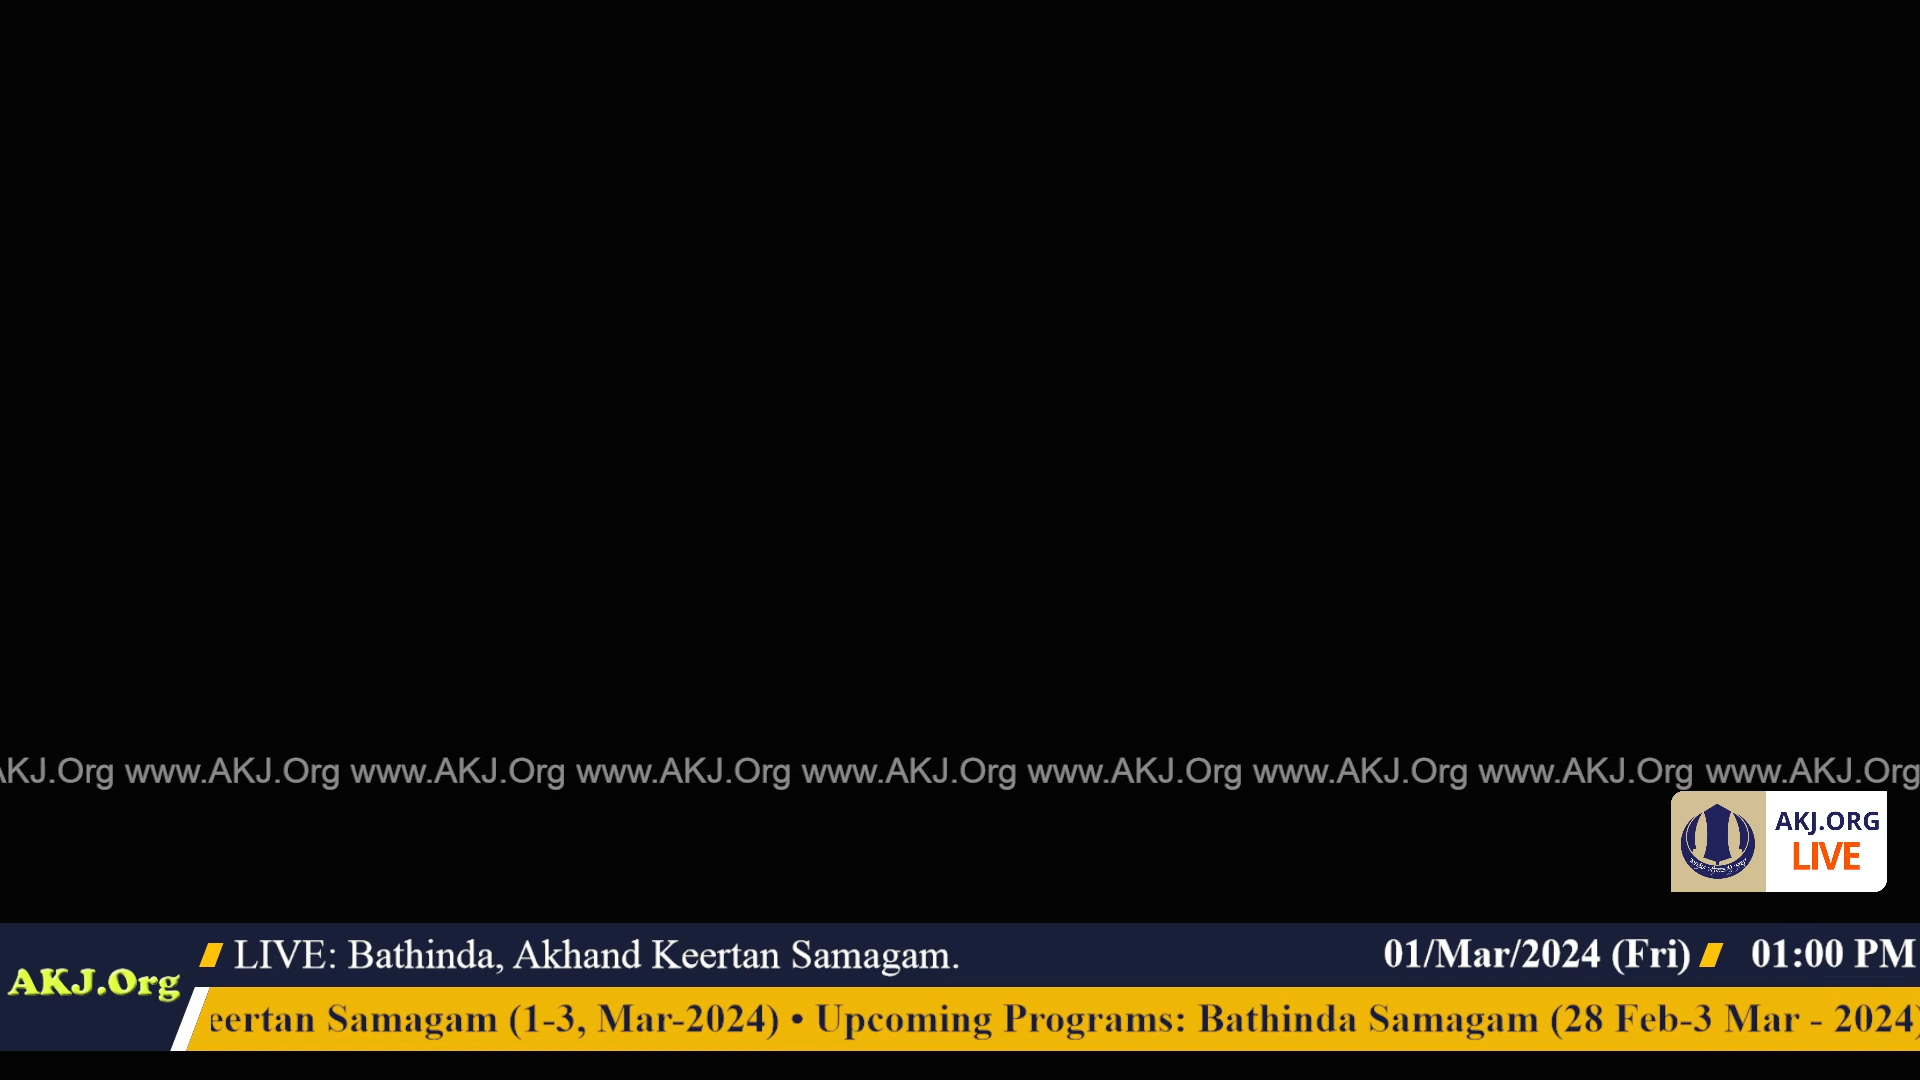 AKJ.Org www.AKJ.Org www.AKJ.Org www.AKJ.Org www.AKJ.Org www.AKJ.Org www.AKJ.Org www.AKJ.Org www.AKJ.Org
AKJ.ORG
LIVE
LIVE: Bathinda, Akhand Keertan Samagam.
01/Mar/2024 (Fri) 01:00 PM
AKJ.Org
eertan Samagam (1-3, Mar-2024) • Upcoming Programs: Bathinda Samagam (28 Feb-3 Mar - 2024)